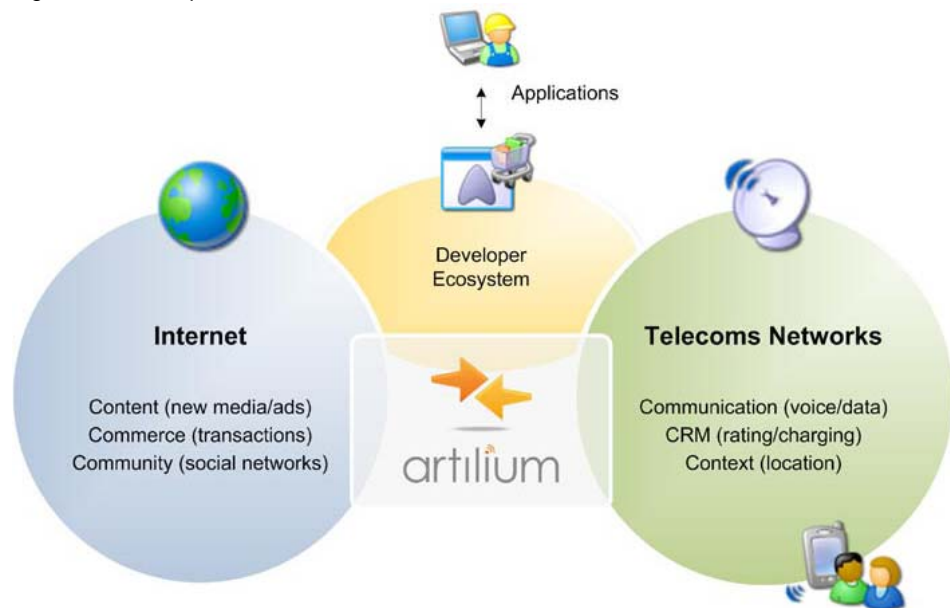 Applications
Developer
Ecosystem
Internet
Content (new media/ads)
Commerce (transactions)
Community (social networks)
artilium
Telecoms Networks
Communication (voice/data)
CRM (rating/charging)
Context (location)